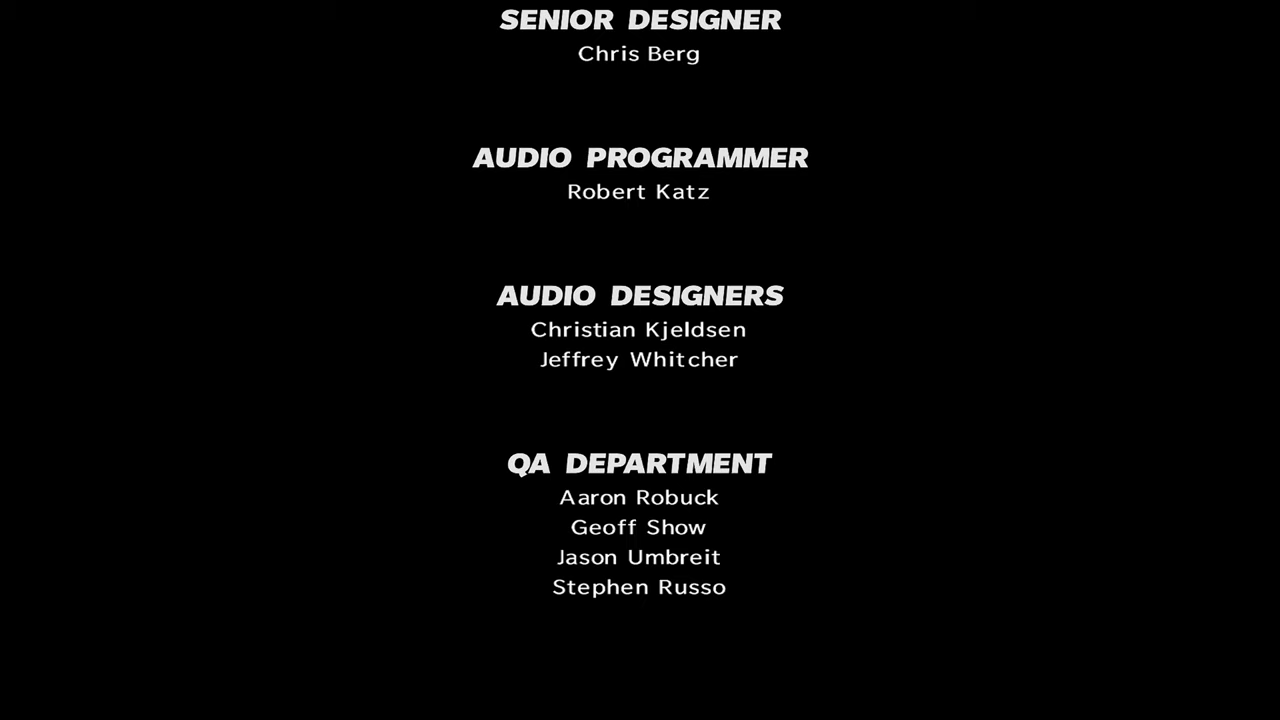 SENIOR DESIGNER
Chris Berg
AUDIO PROGRAMMER
Robert Katz
AUDIO DESIGNERS
Christian Kjeldsen
Jeffrey Whitcher
QA DEPARTMENT
Aaron Robuck
Geoff Show
Jason Umbreit
Stephen Russo